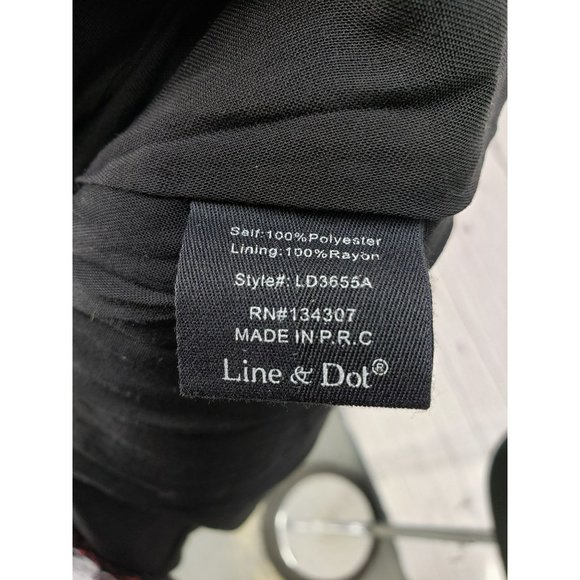 Self:100%Polyester
Lining:100%Rayon
Style#: LD3655A
RN#134307
MADE IN P.R.C
Line & Dot®